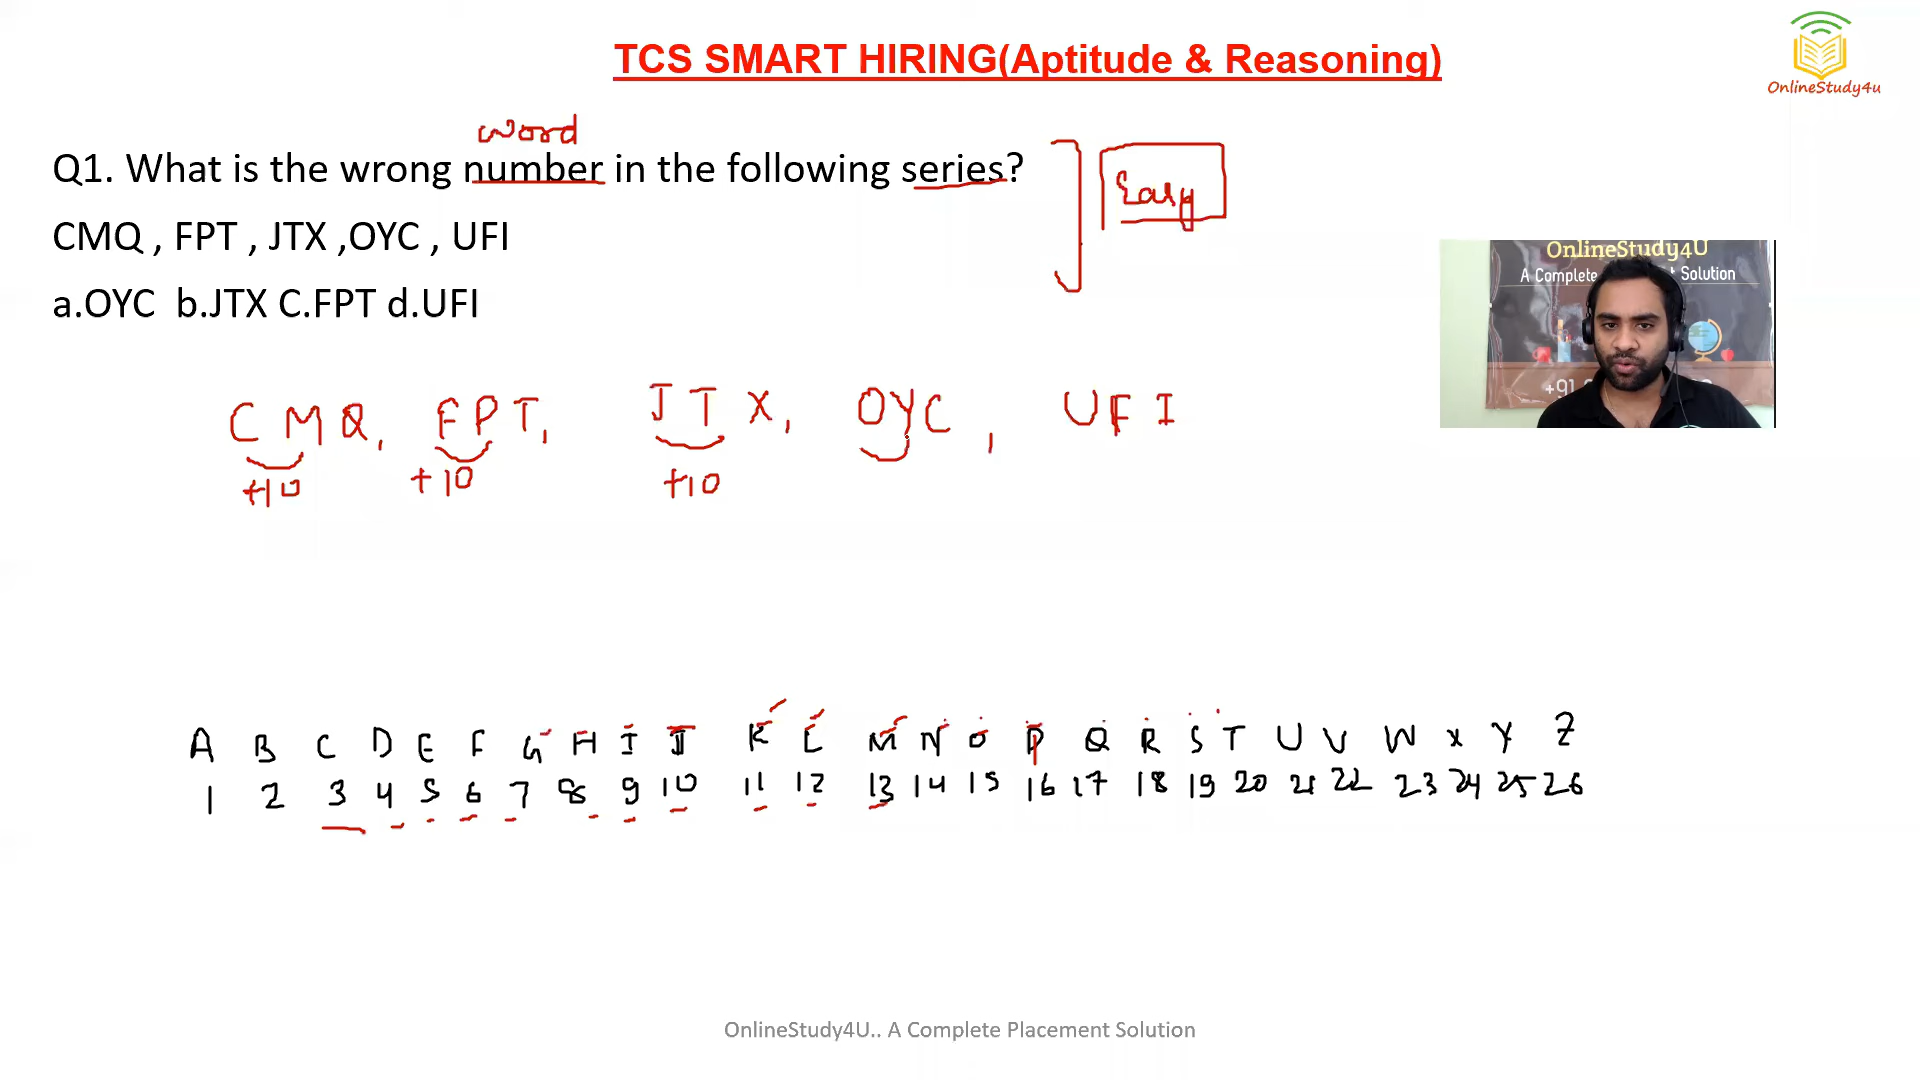 TCS SMART HIRING(Aptitude & Reasoning)
OnlineStudy4u
word
Q1. What is the wrong number in the following series?
Easy
CMQ , FPT , JTX ,OYC , UFI
a.OYC b.JTX C.FPT d.UFI
OnlineStudy4U
A Complete Solution
+91
CMQ, FPT, JTX, OYC, UFI
+10 +10 +10
A B C D E F G H I J K L M N O P Q R S T U V W X Y Z
1 2 3 4 5 6 7 8 9 10 11 12 13 14 15 16 17 18 19 20 21 22 23 24 25 26
OnlineStudy4U.. A Complete Placement Solution